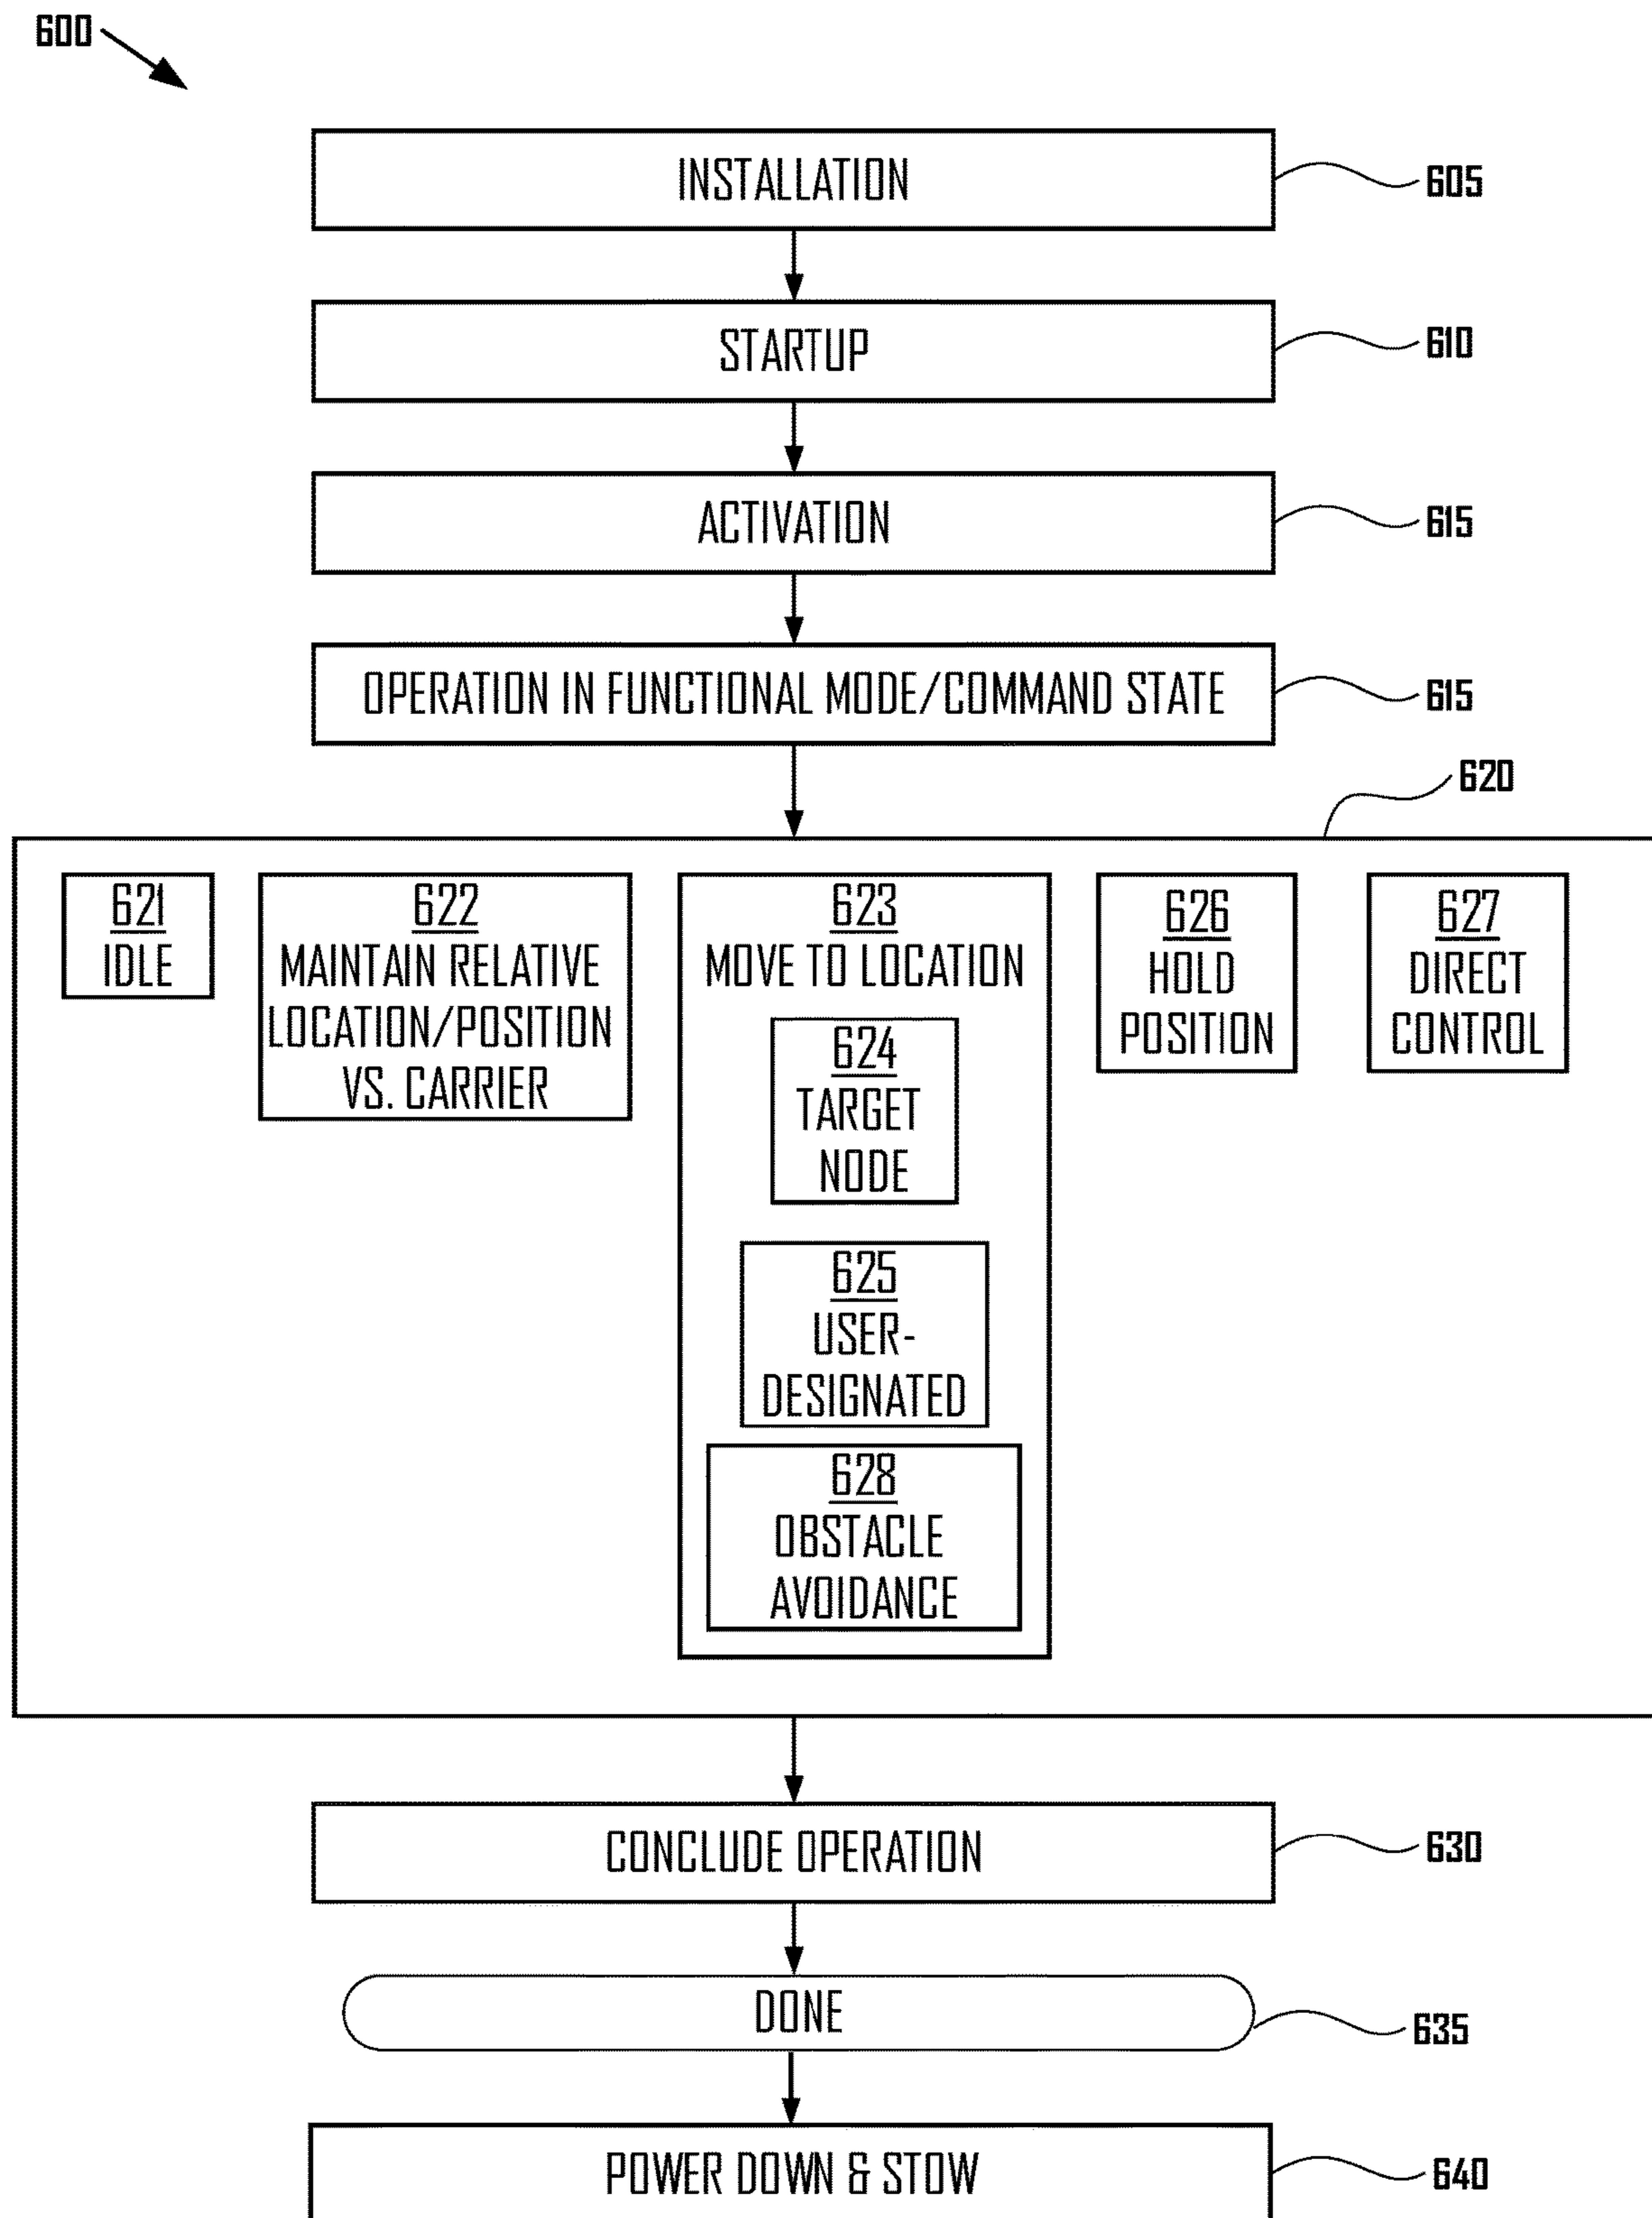 600
INSTALLATION
605
STARTUP
610
ACTIVATION
615
OPERATION IN FUNCTIONAL MODE/COMMAND STATE
615
620
621
IDLE
622
MAINTAIN RELATIVE
LOCATION/POSITION
VS. CARRIER
623
MOVE TO LOCATION
624
TARGET
NODE
625
USER-
DESIGNATED
628
OBSTACLE
AVOIDANCE
626
HOLD
POSITION
627
DIRECT
CONTROL
CONCLUDE OPERATION
630
DONE
635
POWER DOWN & STOW
640